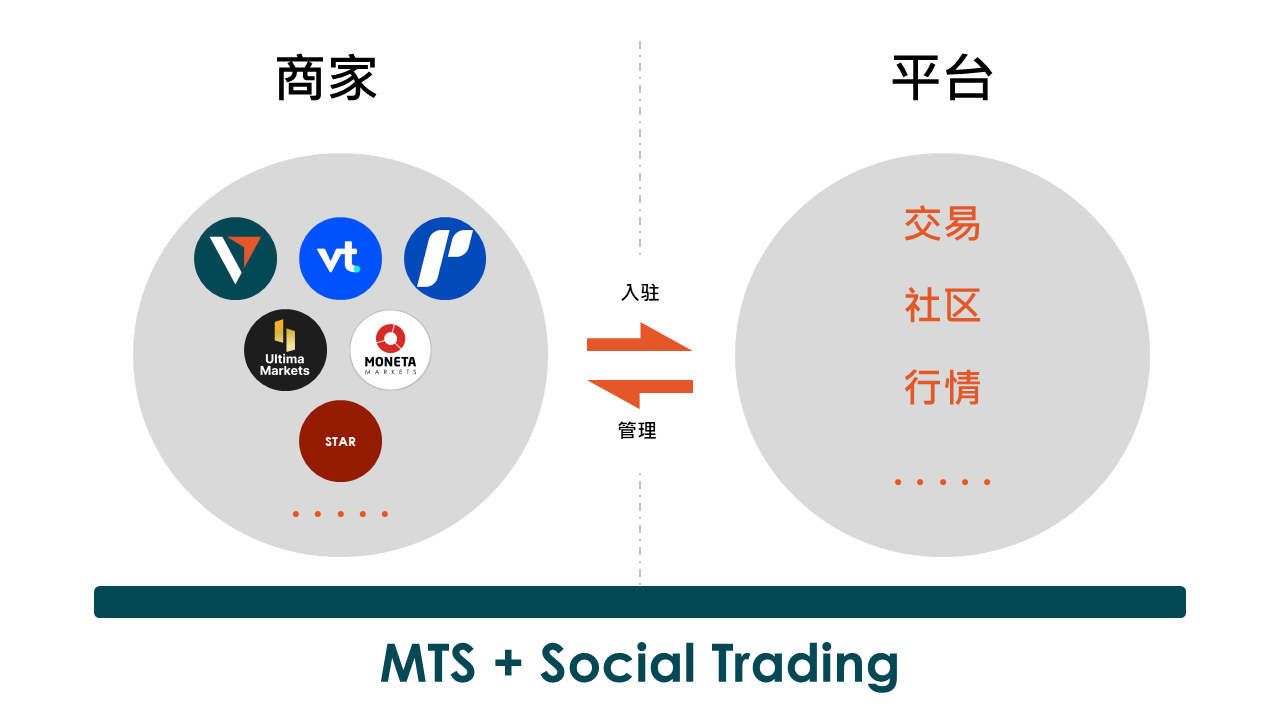 商家
平台
vt
Ultima
Markets
MONETA
MARKETS
STAR
入驻
管理
交易
社区
行情
MTS + Social Trading